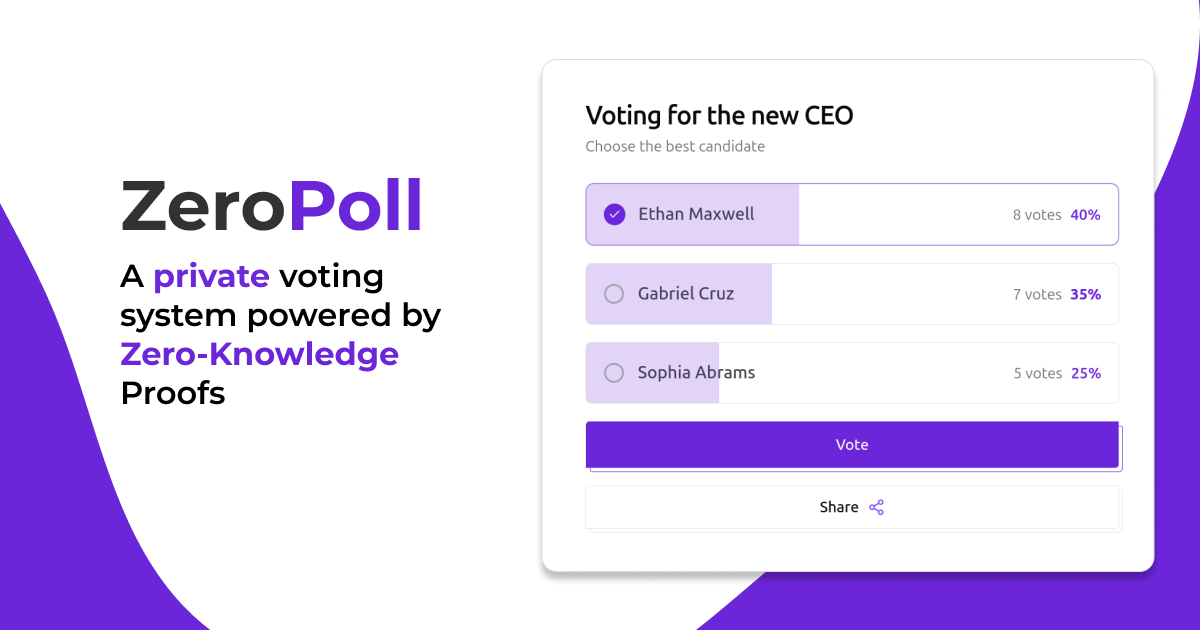 ZeroPoll
A private voting
system powered by
Zero-Knowledge
Proofs
Voting for the new CEO
Choose the best candidate
Ethan Maxwell 8 votes 40%
Gabriel Cruz 7 votes 35%
Sophia Abrams 5 votes 25%
Vote
Share